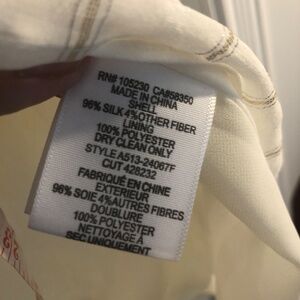 RN# 105230 CA#58350
MADE IN CHINA
SHELL
96% SILK 4%OTHER FIBER
LINING
100% POLYESTER
DRY CLEAN ONLY
STYLE A513-24067F
CUT 428232
FABRIQUÉ EN CHINE
EXTÉRIEUR
96% SOIE 4%AUTRES FIBRES
DOUBLURE
100% POLYESTER
NETTOYAGE À
SEC UNIQUEMENT